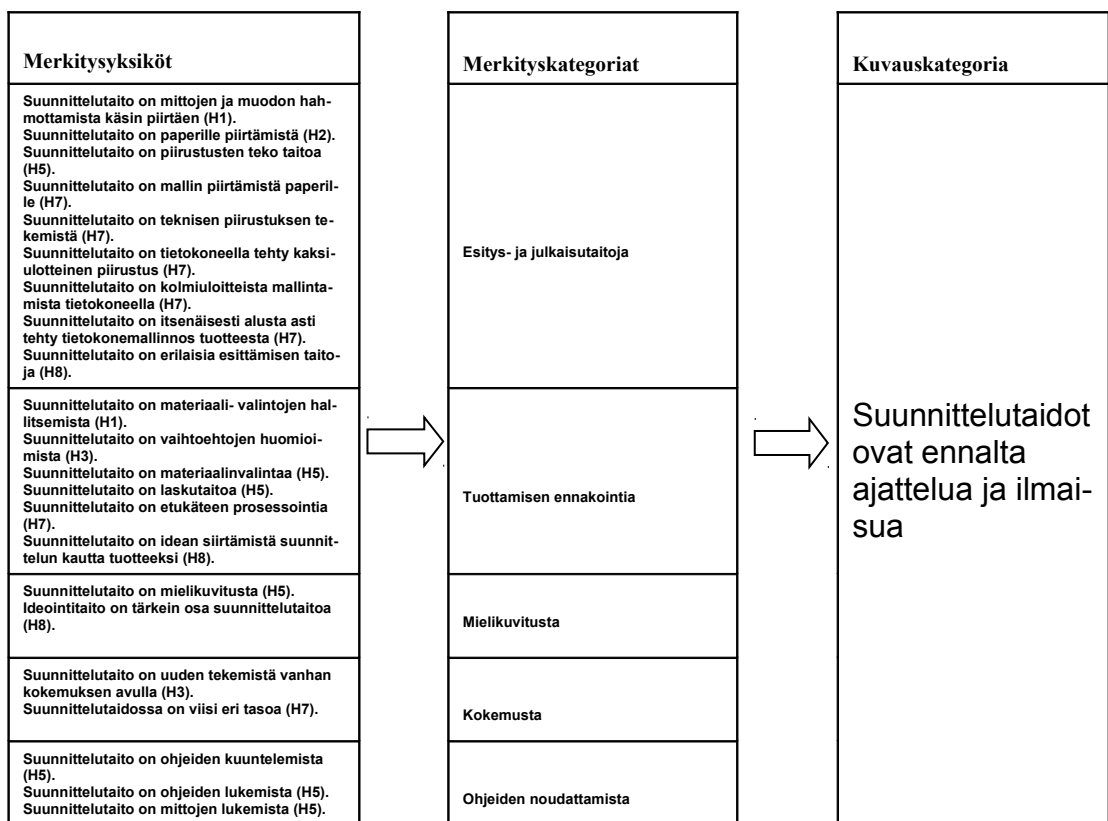 Merkitysyksiköt
Suunnittelutaito on mittojen ja muodon hah-
mottamista käsin piirtäen (H1).
Suunnittelutaito on paperille piirtämistä (H2).
Suunnittelutaito on piirustusten teko taitoa
(H5).
Suunnittelutaito on mallin piirtämistä paperil-
le (H7).
Suunnittelutaito on teknisen piirustuksen te-
kemistä (H7).
Suunnittelutaito on tietokoneella tehty kaksi-
ulotteinen piirustus (H7).
Suunnittelutaito on kolmiuloitteista mallinta-
mista tietokoneella (H7).
Suunnittelutaito on itsenäisesti alusta asti
tehty tietokonemallinnos tuotteesta (H7).
Suunnittelutaito on erilaisia esittämisen taito-
ja (H8).
Suunnittelutaito on materiaali- valintojen hal-
litsemista (H1).
Suunnittelutaito on vaihtoehtojen huomioi-
mista (H3).
Suunnittelutaito on materiaalinvalintaa (H5).
Suunnittelutaito on laskutaitoa (H5).
Suunnittelutaito on etukäteen prosessointia
(H7).
Suunnittelutaito on idean siirtämistä suunnit-
telun kautta tuotteeksi (H8).
Suunnittelutaito on mielikuvitusta (H5).
Ideointitaito on tärkein osa suunnittelutaitoa
(H8).
Suunnittelutaito on uuden tekemistä vanhan
kokemuksen avulla (H3).
Suunnittelutaidossa on viisi eri tasoa (H7).
Suunnittelutaito on ohjeiden kuuntelemista
(H5).
Suunnittelutaito on ohjeiden lukemista (H5).
Suunnittelutaito on mittojen lukemista (H5).
Merkityskategoriat
Esitys- ja julkaisutaitoja
Tuottamisen ennakointia
Mielikuvitusta
Kokemusta
Ohjeiden noudattamista
Kuvauskategoria
Suunnittelutaidot
ovat ennalta
ajattelua ja ilmai-
sua